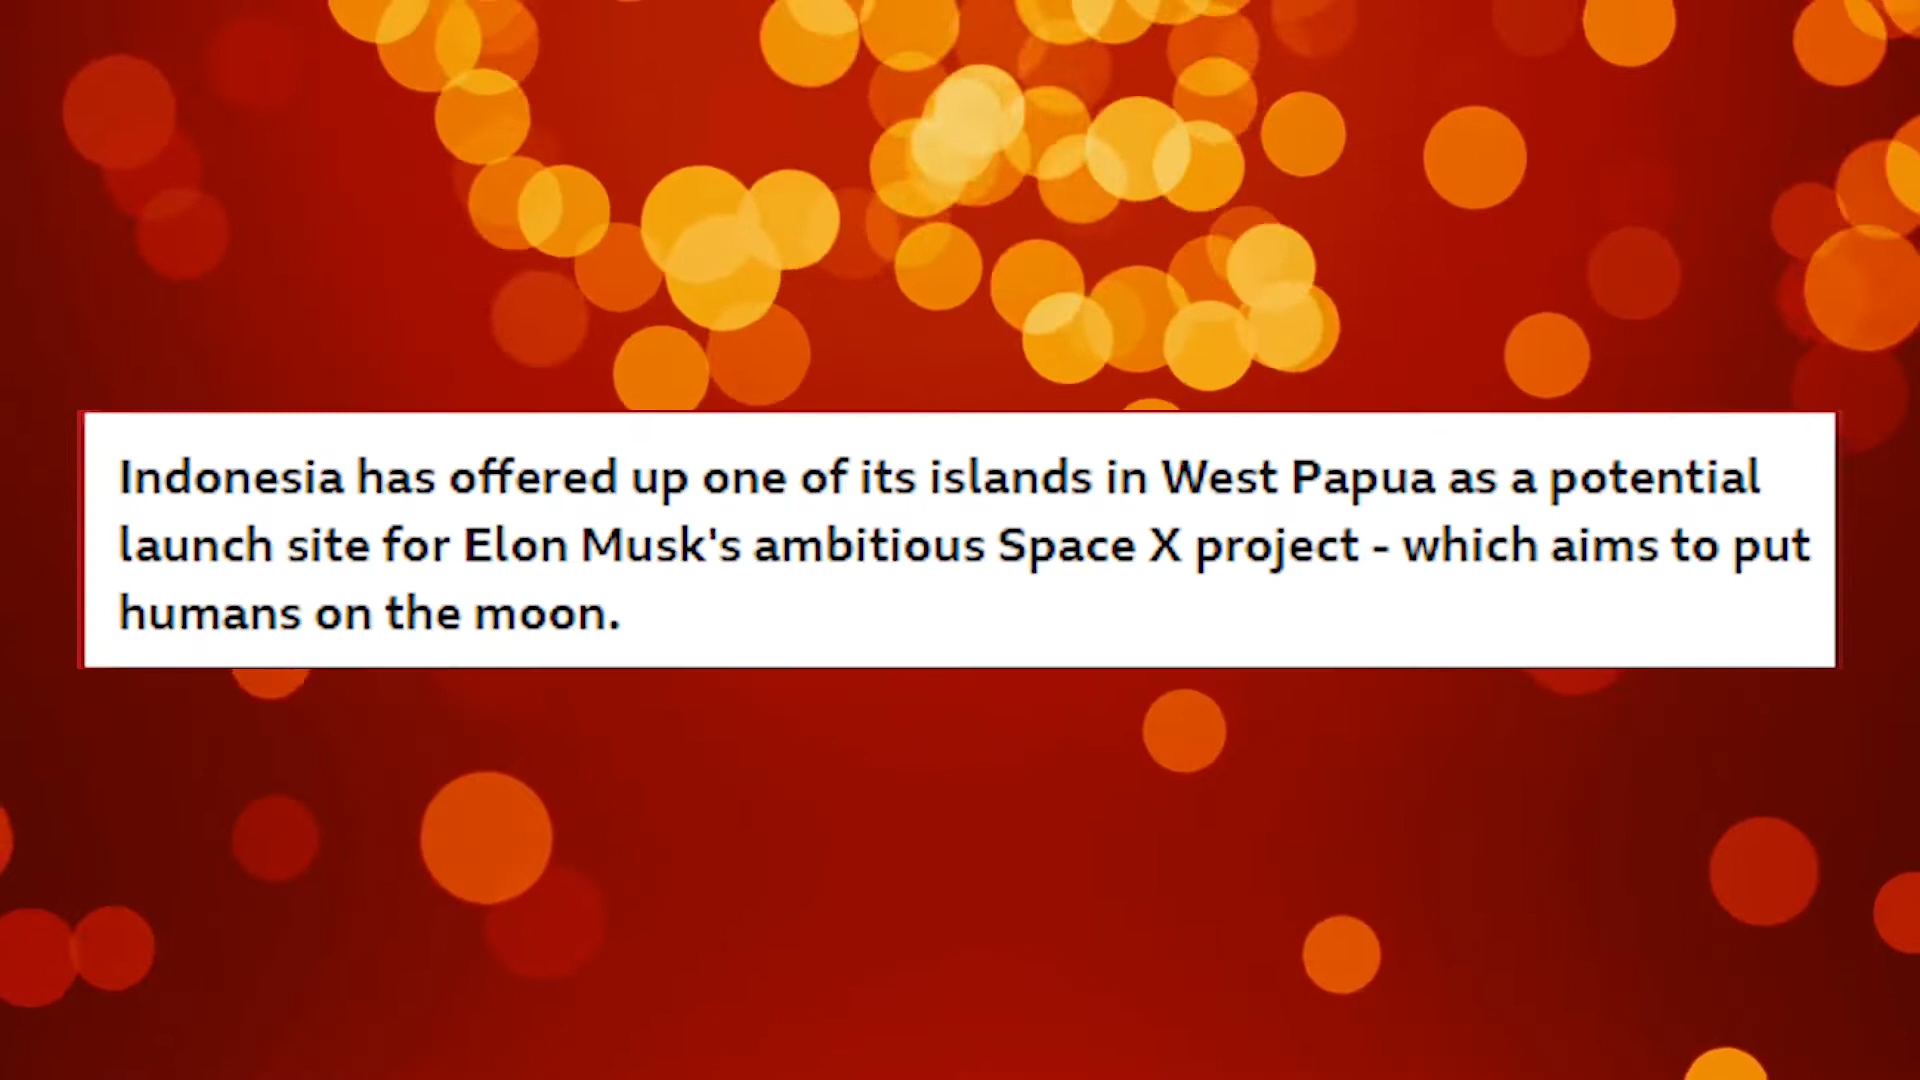 Indonesia has offered up one of its islands in West Papua as a potential
launch site for Elon Musk's ambitious Space X project - which aims to put
humans on the moon.